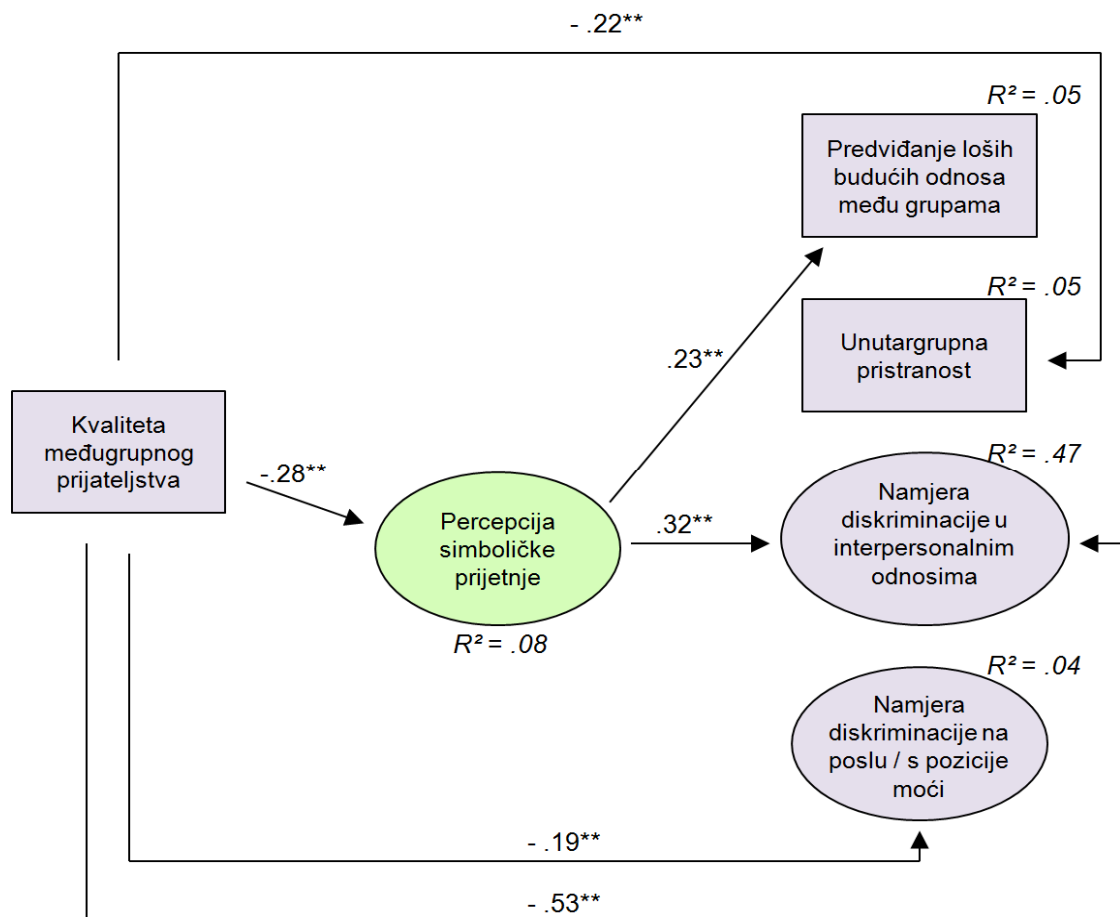 - .22**
R² = .05
Predviđanje loših
budućih odnosa
među grupama
R² = .05
Unutargrupna
pristranost
.23**
Kvaliteta
međugrupnog
prijateljstva
-.28**
Percepcija
simboličke
prijetnje
R² = .08
.32**
R² = .47
Namjera
diskriminacije u
interpersonalnim
odnosima
R² = .04
Namjera
diskriminacije na
poslu / s pozicije
moći
- .19**
- .53**